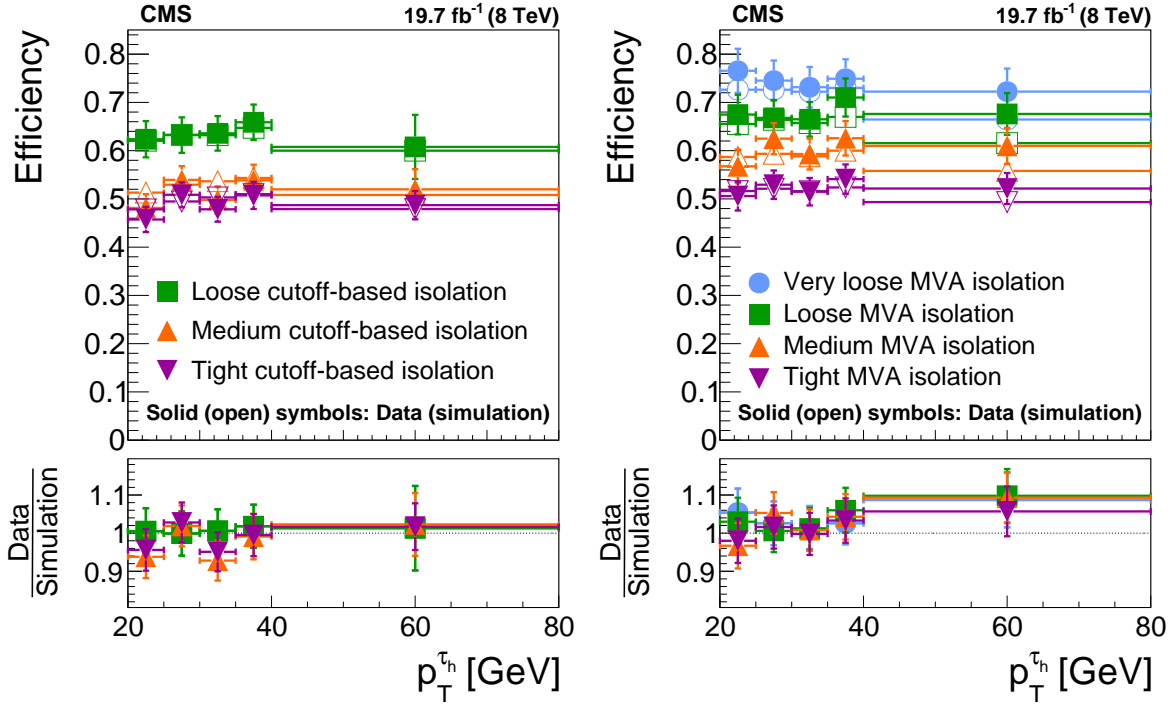 CMS 19.7 fb⁻¹ (8 TeV)
Efficiency
0.8
0.7
0.6
0.5
0.4
0.3
0.2
0.1
0
Loose cutoff-based isolation
Medium cutoff-based isolation
Tight cutoff-based isolation
Solid (open) symbols: Data (simulation)
Data
Simulation
1.1
1
0.9
20 40 60 80
p_T^{τ_h} [GeV]
CMS 19.7 fb⁻¹ (8 TeV)
Efficiency
0.8
0.7
0.6
0.5
0.4
0.3
0.2
0.1
0
Very loose MVA isolation
Loose MVA isolation
Medium MVA isolation
Tight MVA isolation
Solid (open) symbols: Data (simulation)
Data
Simulation
1.1
1
0.9
20 40 60 80
p_T^{τ_h} [GeV]